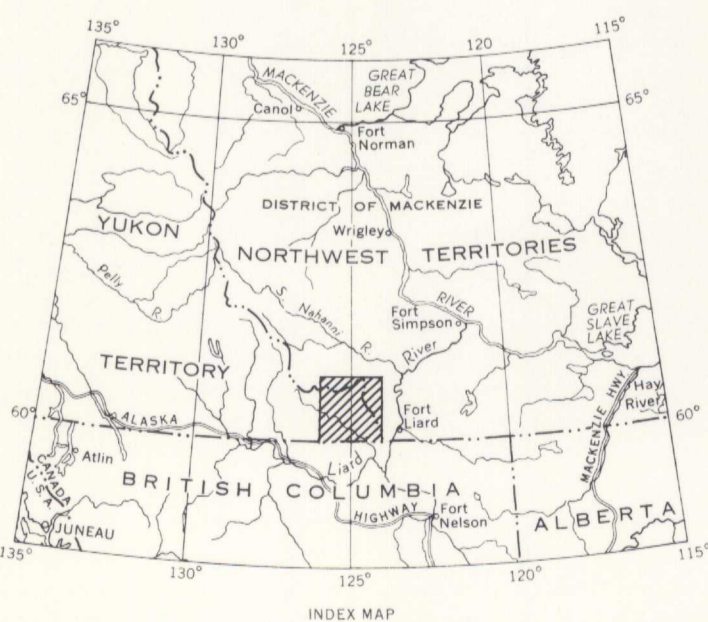 135°
130°
125°
120°
115°
65°
65°
MACKENZIE
GREAT
BEAR
LAKE
Canol
Fort
Norman
DISTRICT OF MACKENZIE
YUKON
Wrigley
NORTHWEST TERRITORIES
Pelly
R.
S.
Nahanni
R.
RIVER
Fort
Simpson
River
GREAT
SLAVE
LAKE
TERRITORY
MACKENZIE HWY.
Hay
River
60°
60°
ALASKA
Fort
Liard
Atlin
Liard
CANADA
U.S.A.
BRITISH COLUMBIA
HIGHWAY
Fort
Nelson
ALBERTA
JUNEAU
135°
130°
125°
120°
115°
INDEX MAP